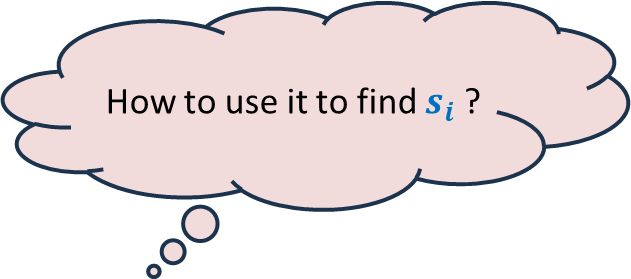 How to use it to find sᵢ ?